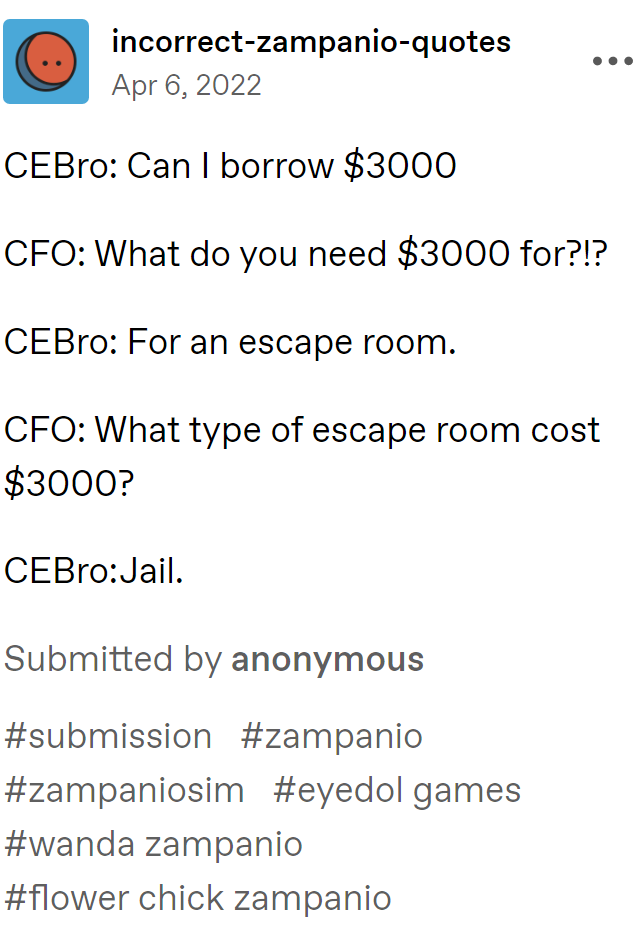 incorrect-zampanio-quotes
Apr 6, 2022
CEBro: Can I borrow $3000
CFO: What do you need $3000 for?!?
CEBro: For an escape room.
CFO: What type of escape room cost
$3000?
CEBro:Jail.
Submitted by anonymous
#submission #zampanio
#zampaniosim #eyedol games
#wanda zampanio
#flower chick zampanio